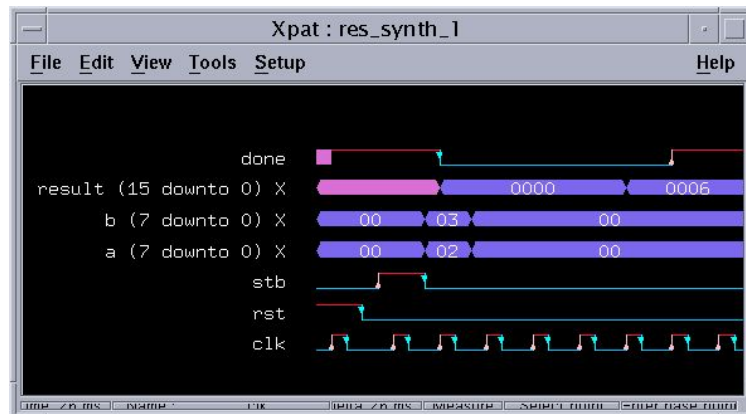 Xpat : res_synth_1
File Edit View Tools Setup Help
done
result (15 downto 0) X 0000 0006
b (7 downto 0) X 00 03 00
a (7 downto 0) X 00 02 00
stb
rst
clk